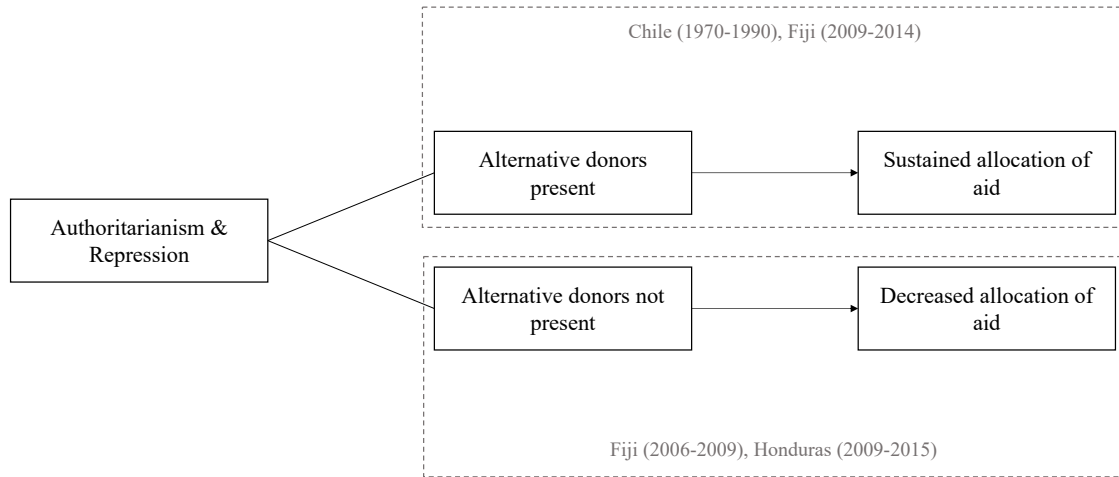 Chile (1970-1990), Fiji (2009-2014)
Alternative donors
present
Sustained allocation of
aid
Authoritarianism &
Repression
Alternative donors not
present
Decreased allocation of
aid
Fiji (2006-2009), Honduras (2009-2015)